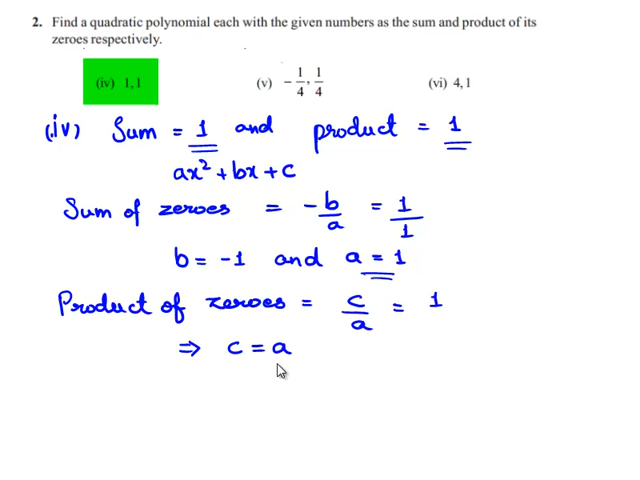 2. Find a quadratic polynomial each with the given numbers as the sum and product of its
zeroes respectively.
(iv) 1, 1 (v) -1/4, 1/4 (vi) 4, 1
(iv) Sum = 1 and product = 1
ax² + bx + c
Sum of zeroes = -b/a = 1/1
b = -1 and a = 1
Product of zeroes = c/a = 1
⇒ c = a